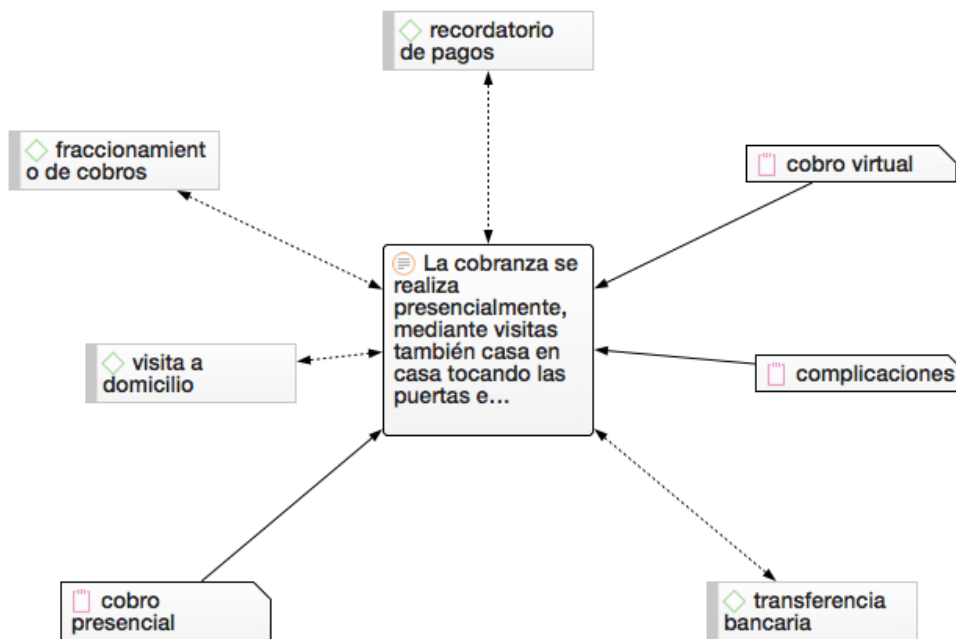 recordatorio
de pagos
fraccionamient
o de cobros
cobro virtual
La cobranza se
realiza
presencialmente,
mediante visitas
también casa en
casa tocando las
puertas e...
visita a
domicilio
complicaciones
cobro
presencial
transferencia
bancaria